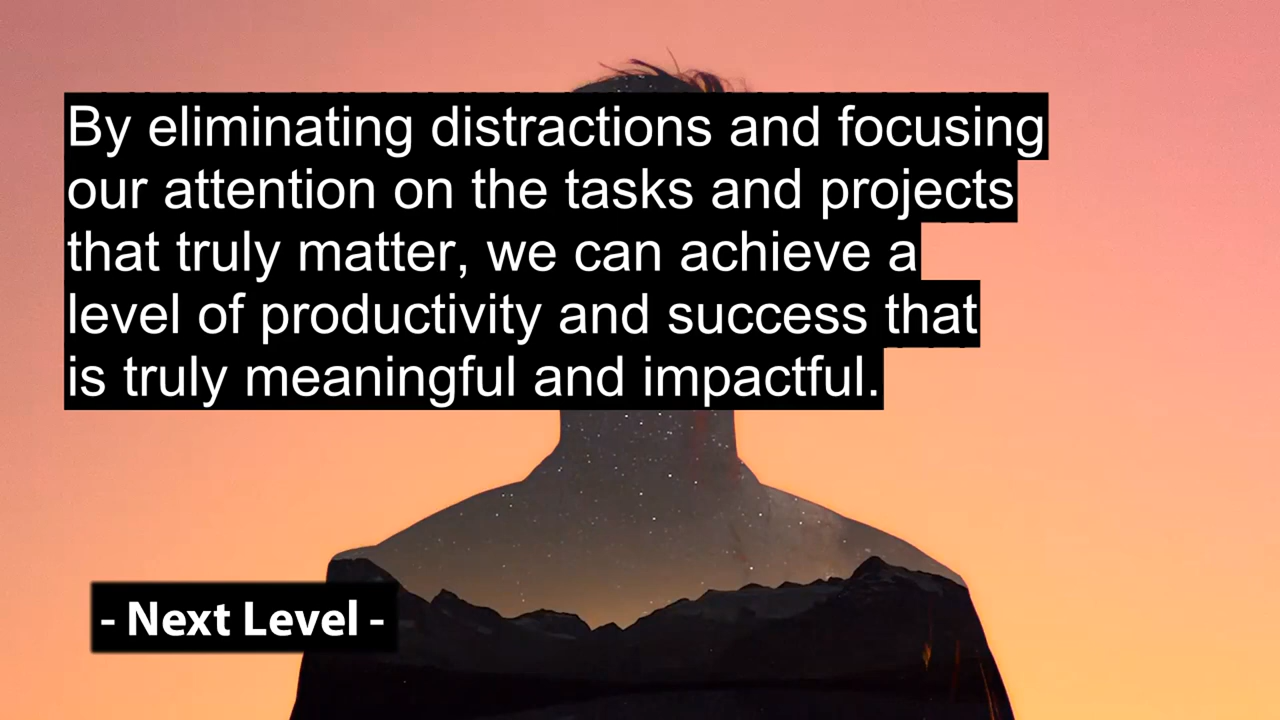 By eliminating distractions and focusing
our attention on the tasks and projects
that truly matter, we can achieve a
level of productivity and success that
is truly meaningful and impactful.
- Next Level -